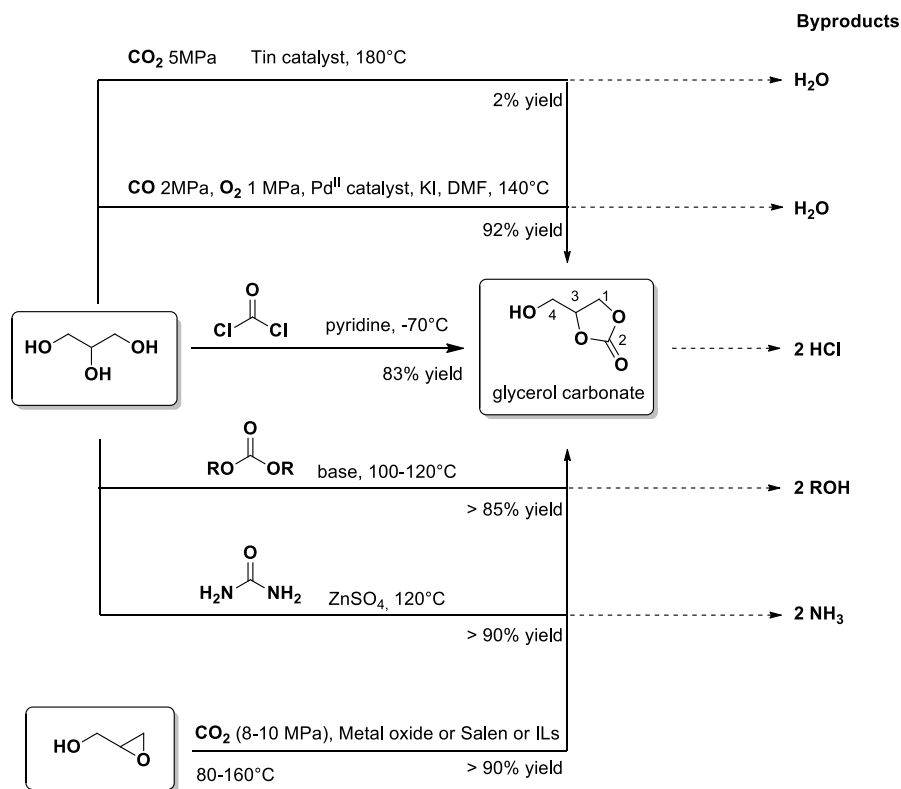 Byproducts
CO2 5MPa Tin catalyst, 180°C
2% yield
H2O
CO 2MPa, O2 1 MPa, PdII catalyst, KI, DMF, 140°C
92% yield
H2O
HO
OH
OH
O
Cl
Cl
pyridine, -70°C
83% yield
HO
4
3
1
O
O
2
O
glycerol carbonate
2 HCl
O
RO
OR
base, 100-120°C
> 85% yield
2 ROH
O
H2N
NH2
ZnSO4, 120°C
> 90% yield
2 NH3
HO
O
CO2 (8-10 MPa), Metal oxide or Salen or ILs
80-160°C
> 90% yield